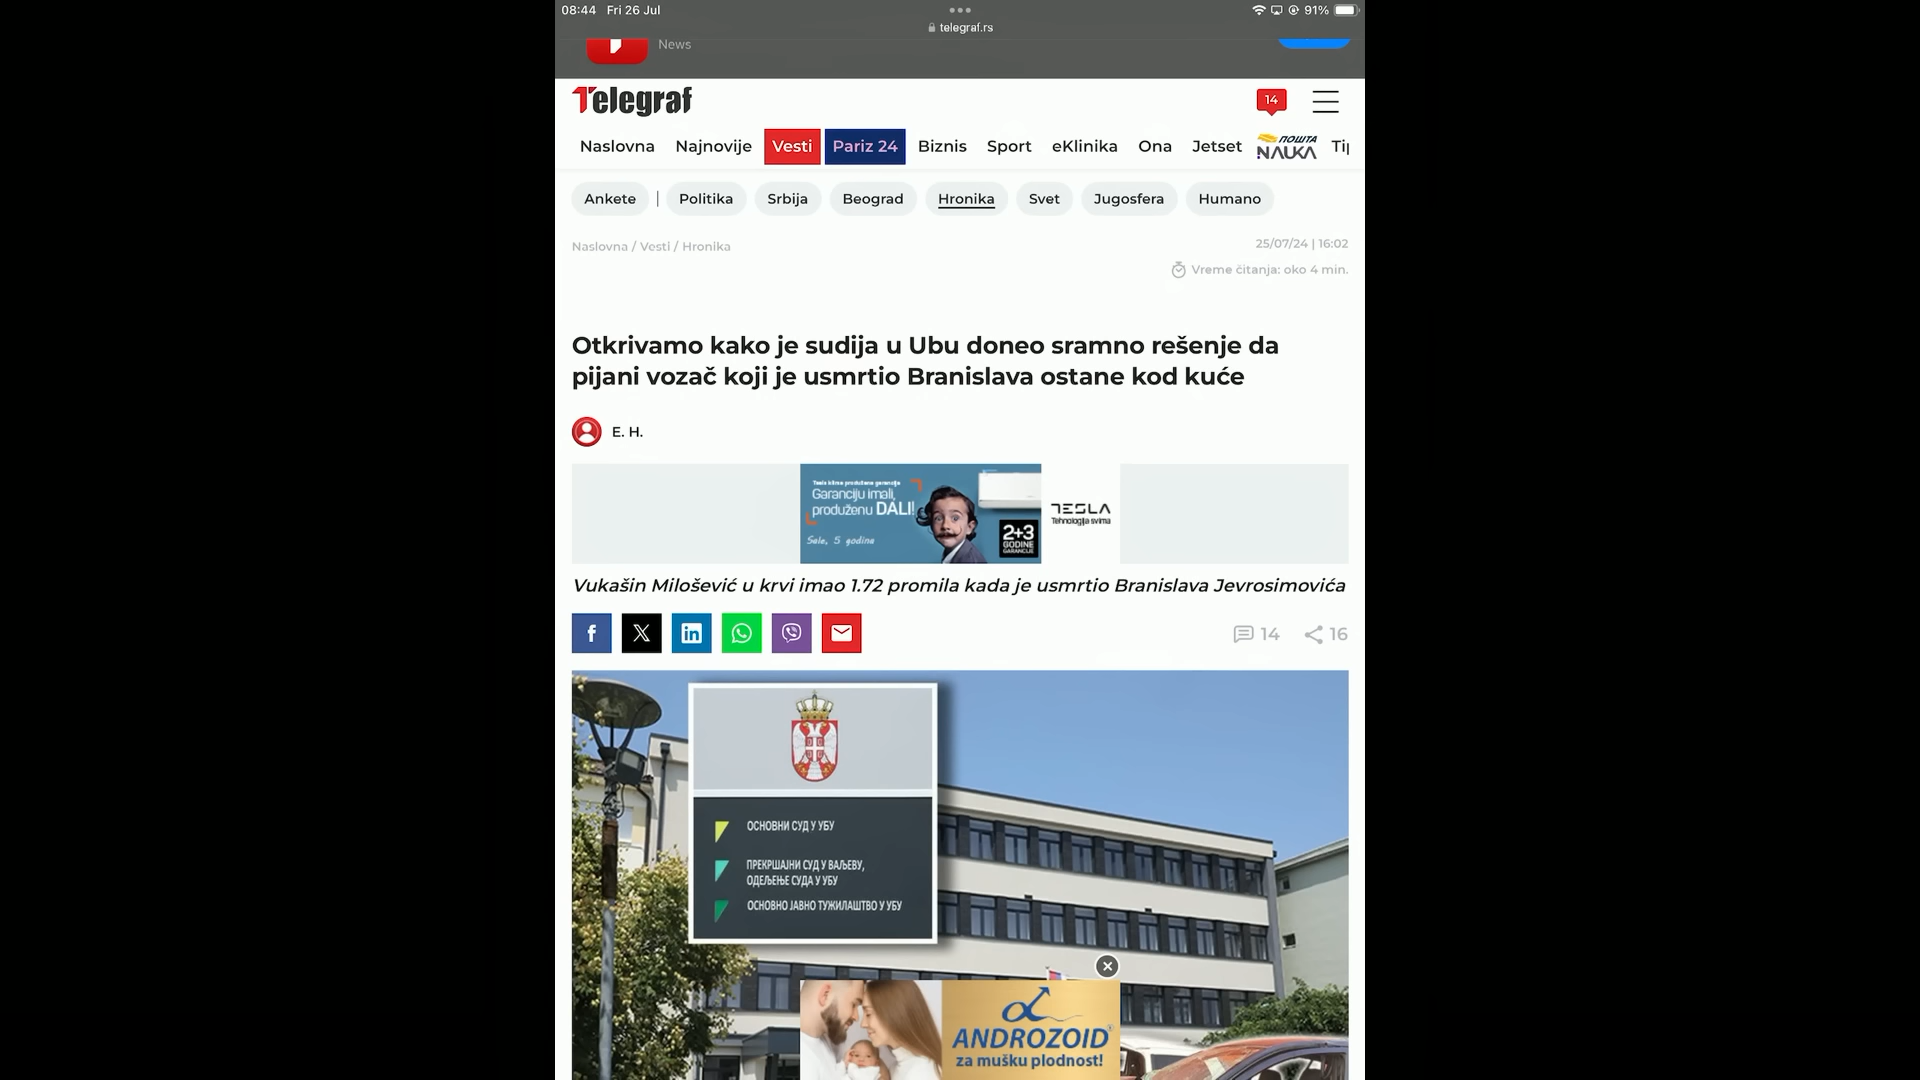 08:44 Fri 26 Jul
91%
telegraf.rs
News
Telegraf
14
Naslovna Najnovije Vesti Pariz 24 Biznis Sport eKlinika Ona Jetset ПОШТА NAUKA Tip
Ankete | Politika Srbija Beograd Hronika Svet Jugosfera Humano
Naslovna / Vesti / Hronika
25/07/24 | 16:02
Vreme čitanja: oko 4 min.
Otkrivamo kako je sudija u Ubu doneo sramno rešenje da
pijani vozač koji je usmrtio Branislava ostane kod kuće
E. H.
Tesla klime produžene garancije
Garanciju imali,
produženu DALI!
Sale, 5 godina
2+3
GODINE
GARANCIJE
TESLA
Tehnologija svima
Vukašin Milošević u krvi imao 1.72 promila kada je usmrtio Branislava Jevrosimovića
14 16
ОСНОВНИ СУД У УБУ
ПРЕКРШАЈНИ СУД У ВАЉЕВУ,
ОДЕЉЕЊЕ СУДА У УБУ
ОСНОВНО ЈАВНО ТУЖИЛАШТВО У УБУ
ANDROZOID®
za mušku plodnost!